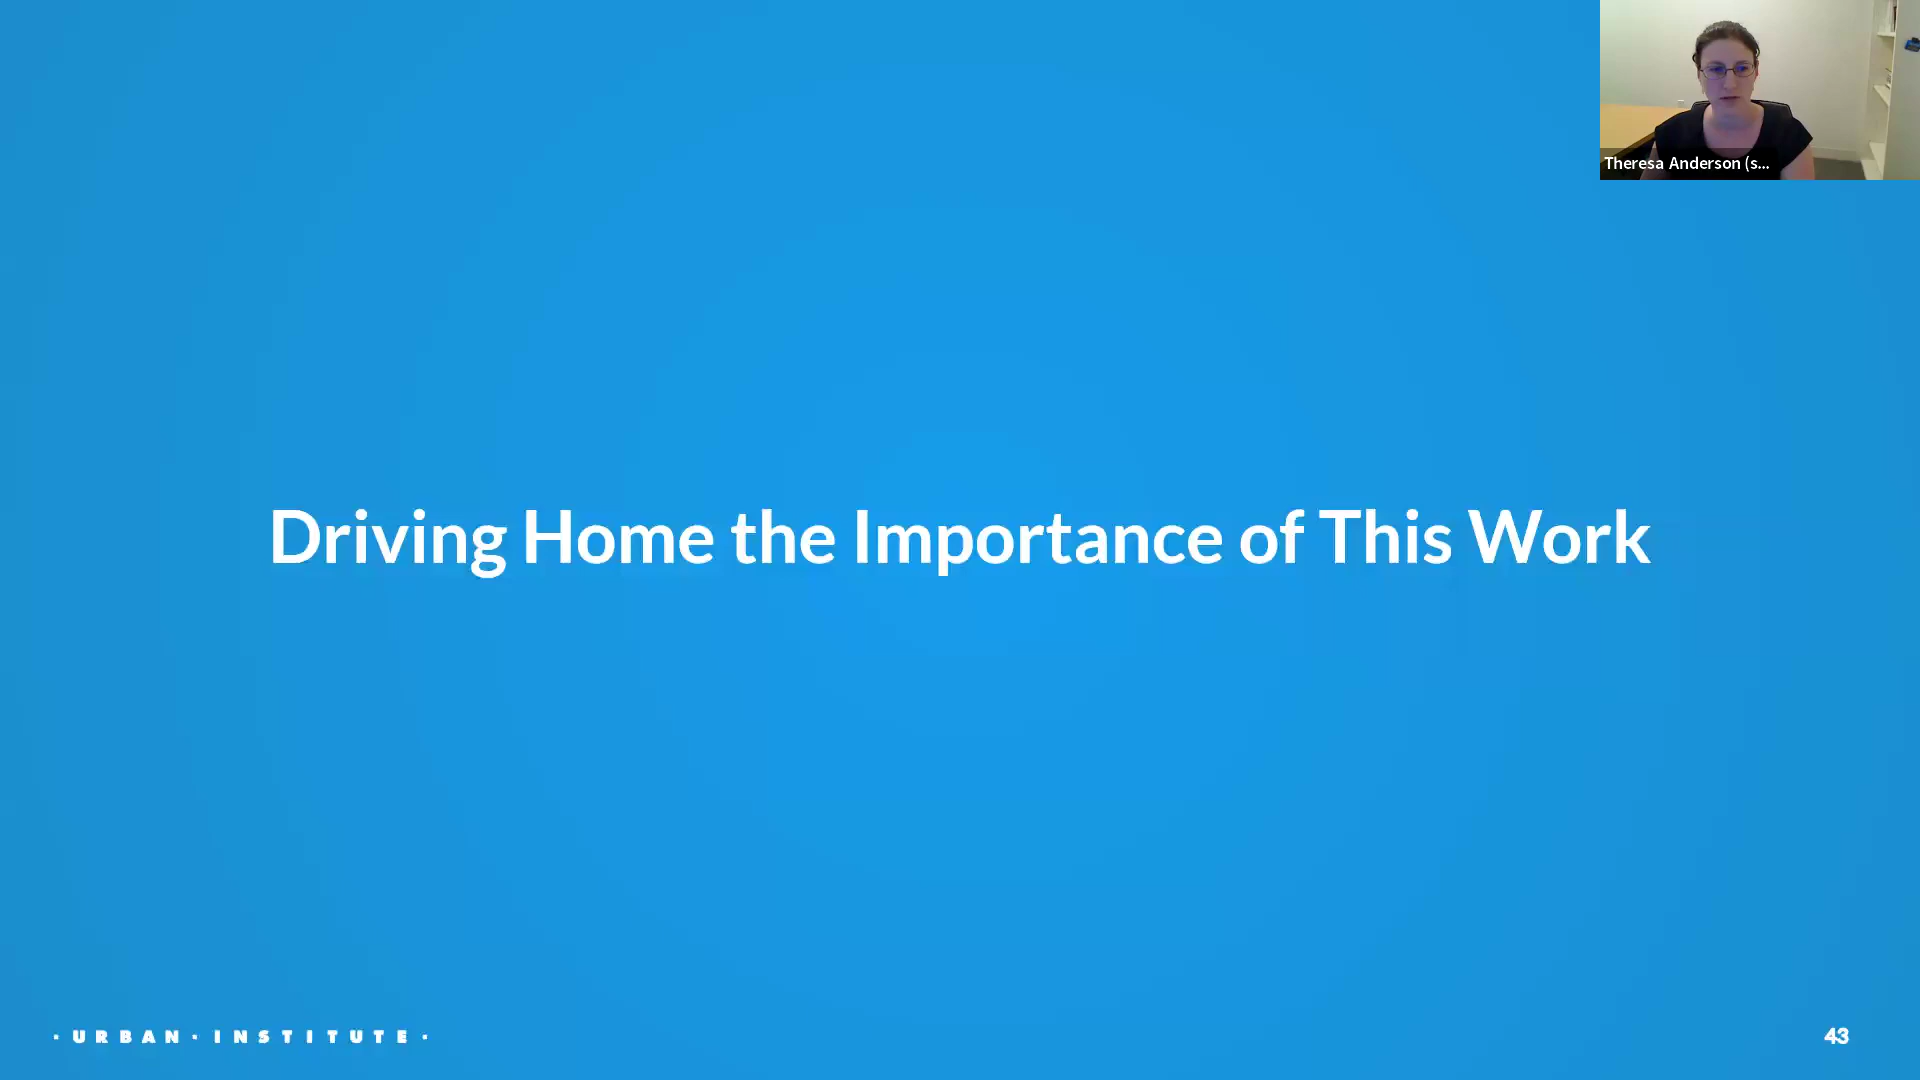 Theresa Anderson (s...
Driving Home the Importance of This Work
· URBAN · INSTITUTE ·
43